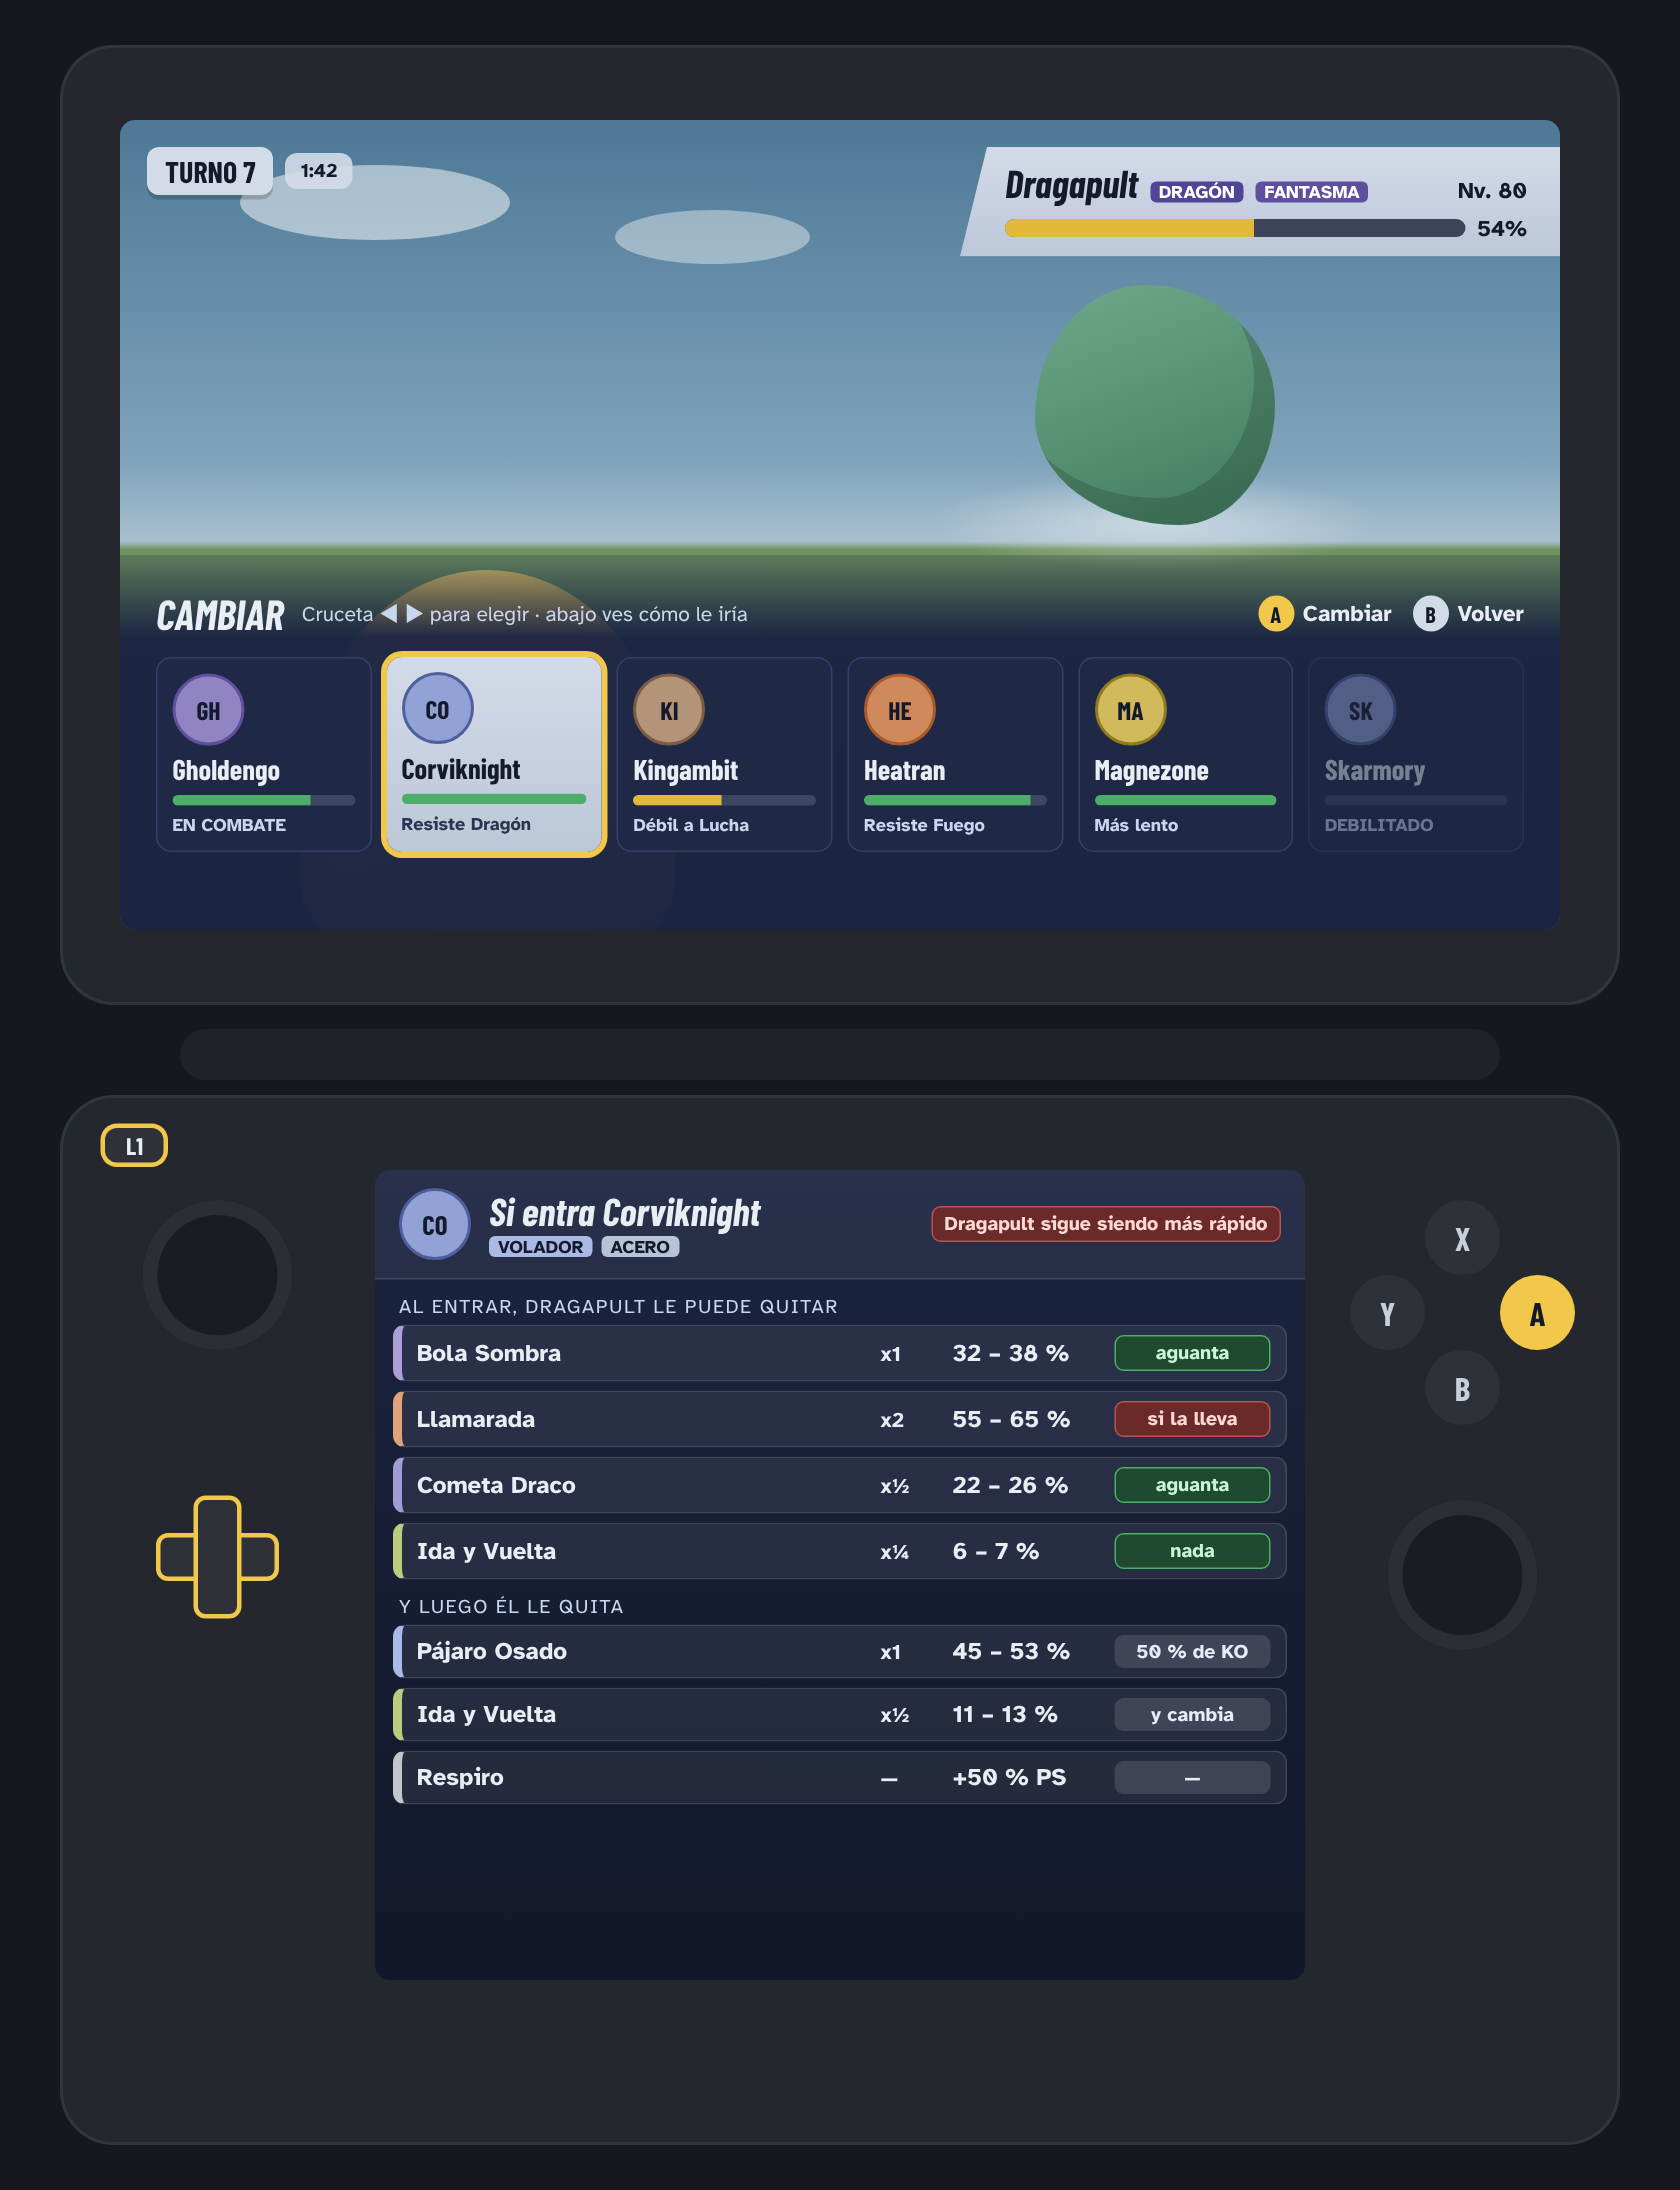 TURNO 7 1:42
Dragapult DRAGÓN FANTASMA Nv. 80
54%
CAMBIAR Cruceta ◀ ▶ para elegir · abajo ves cómo le iría A Cambiar B Volver
GH CO KI HE MA SK
Gholdengo Corviknight Kingambit Heatran Magnezone Skarmory
EN COMBATE Resiste Dragón Débil a Lucha Resiste Fuego Más lento DEBILITADO
L1
CO Si entra Corviknight Dragapult sigue siendo más rápido
VOLADOR ACERO
X
Y A
B
AL ENTRAR, DRAGAPULT LE PUEDE QUITAR
Bola Sombra x1 32 – 38 % aguanta
Llamarada x2 55 – 65 % si la lleva
Cometa Draco x½ 22 – 26 % aguanta
Ida y Vuelta x¼ 6 – 7 % nada
Y LUEGO ÉL LE QUITA
Pájaro Osado x1 45 – 53 % 50 % de KO
Ida y Vuelta x½ 11 – 13 % y cambia
Respiro — +50 % PS —